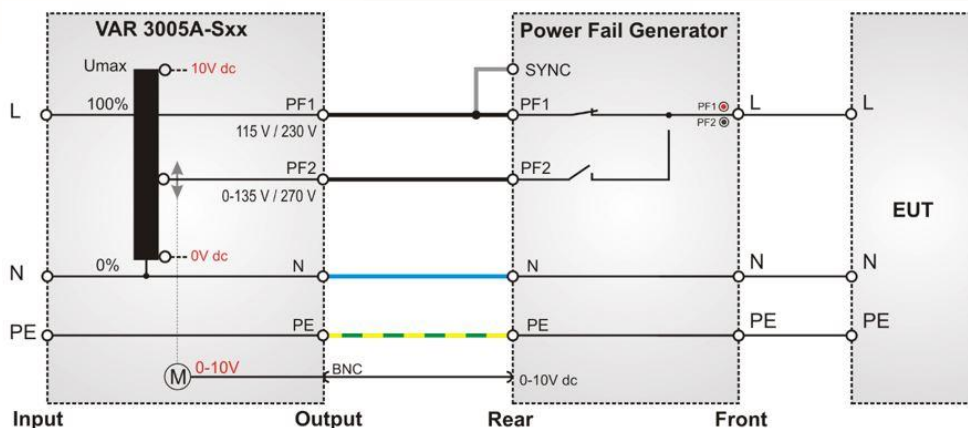 VAR 3005A-Sxx
Power Fail Generator
Umax
10V dc
SYNC
L
100%
PF1
PF1
PF1
PF2
L
L
115 V / 230 V
PF2
PF2
0-135 V / 270 V
EUT
0V dc
N
0%
N
N
N
N
PE
PE
PE
PE
PE
M
0-10V
BNC
0-10V dc
Input
Output
Rear
Front